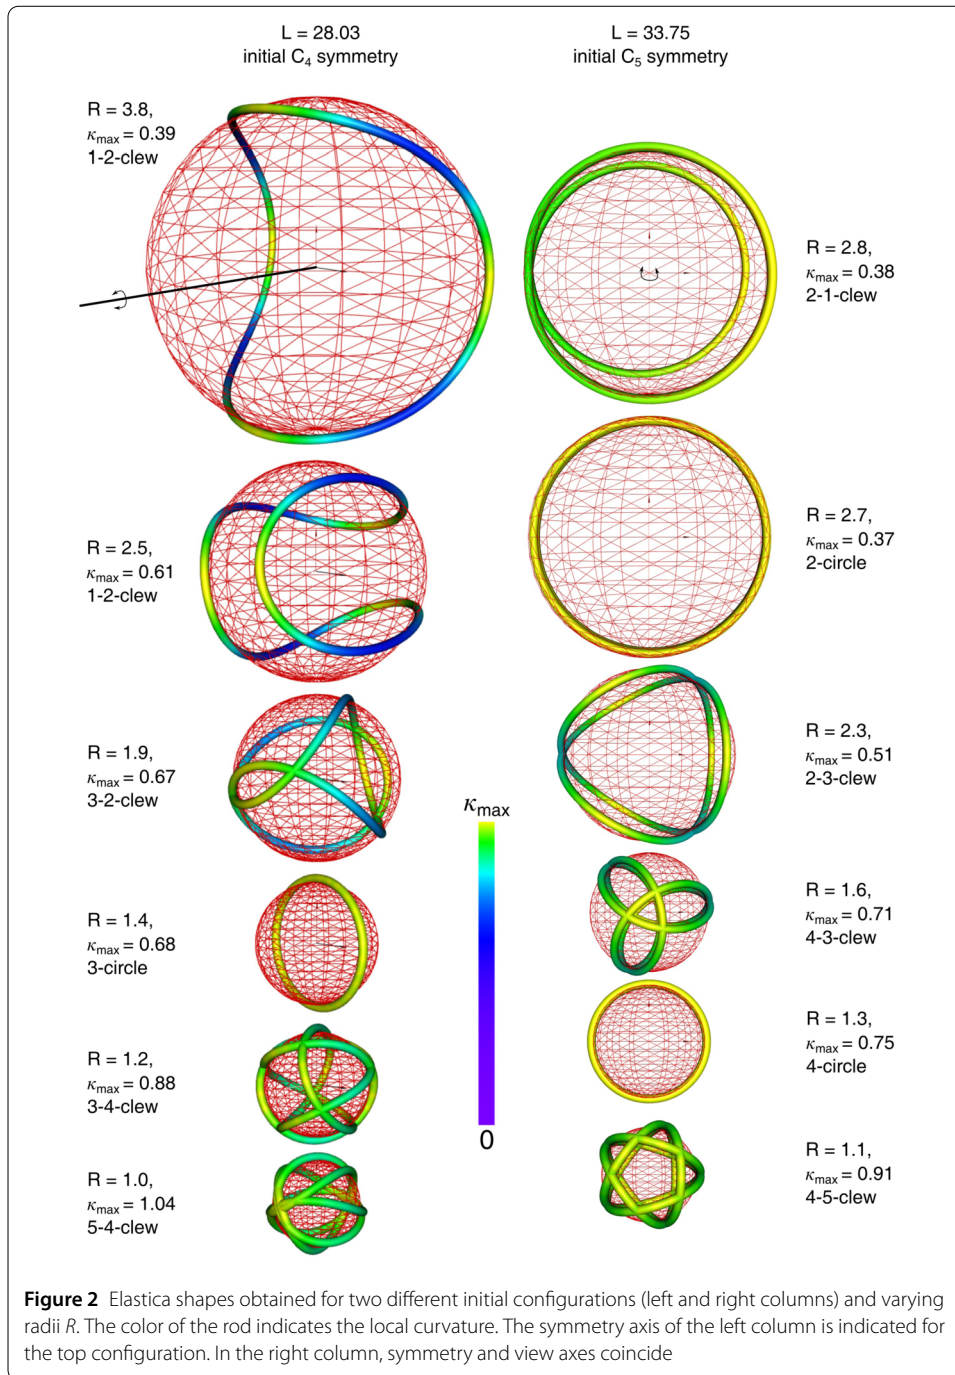 L = 28.03
initial C₄ symmetry
R = 3.8,
κmax = 0.39
1-2-clew
R = 2.5,
κmax = 0.61
1-2-clew
R = 1.9,
κmax = 0.67
3-2-clew
R = 1.4,
κmax = 0.68
3-circle
R = 1.2,
κmax = 0.88
3-4-clew
R = 1.0,
κmax = 1.04
5-4-clew
κmax
0
L = 33.75
initial C₅ symmetry
R = 2.8,
κmax = 0.38
2-1-clew
R = 2.7,
κmax = 0.37
2-circle
R = 2.3,
κmax = 0.51
2-3-clew
R = 1.6,
κmax = 0.71
4-3-clew
R = 1.3,
κmax = 0.75
4-circle
R = 1.1,
κmax = 0.91
4-5-clew
Figure 2 Elastica shapes obtained for two different initial configurations (left and right columns) and varying
radii R. The color of the rod indicates the local curvature. The symmetry axis of the left column is indicated for
the top configuration. In the right column, symmetry and view axes coincide